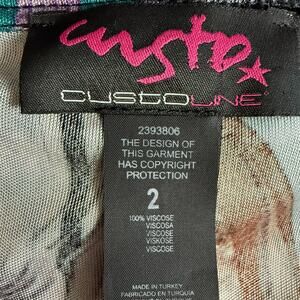 custo
CUSTOLINE
2393806
THE DESIGN OF
THIS GARMENT
HAS COPYRIGHT
PROTECTION
2
100% VISCOSE
VISCOSA
VISCOSE
VISKOSE
VISCOSE
MADE IN TURKEY
FABRICADO EN TURQUIA